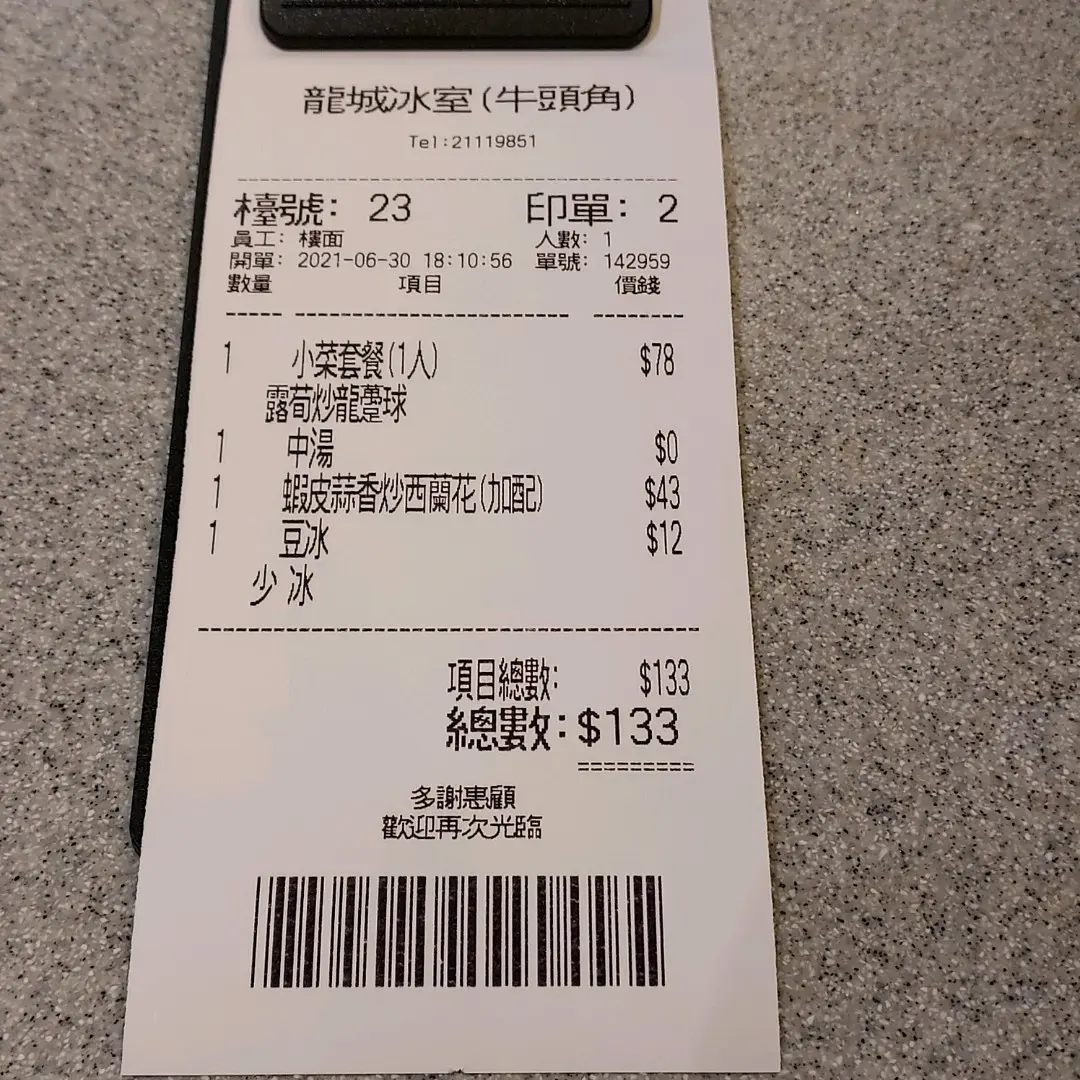 龍城冰室(牛頭角)
Tel:21119851
檯號: 23 印單: 2
員工: 樓面 人數: 1
開單: 2021-06-30 18:10:56 單號: 142959
數量 項目 價錢
1 小菜套餐(1人) $78
露荀炒龍躉球
1 中湯 $0
1 蝦皮蒜香炒西蘭花(加配) $43
1 豆冰 $12
少 冰
項目總數: $133
總數: $133
多謝惠顧
歡迎再次光臨